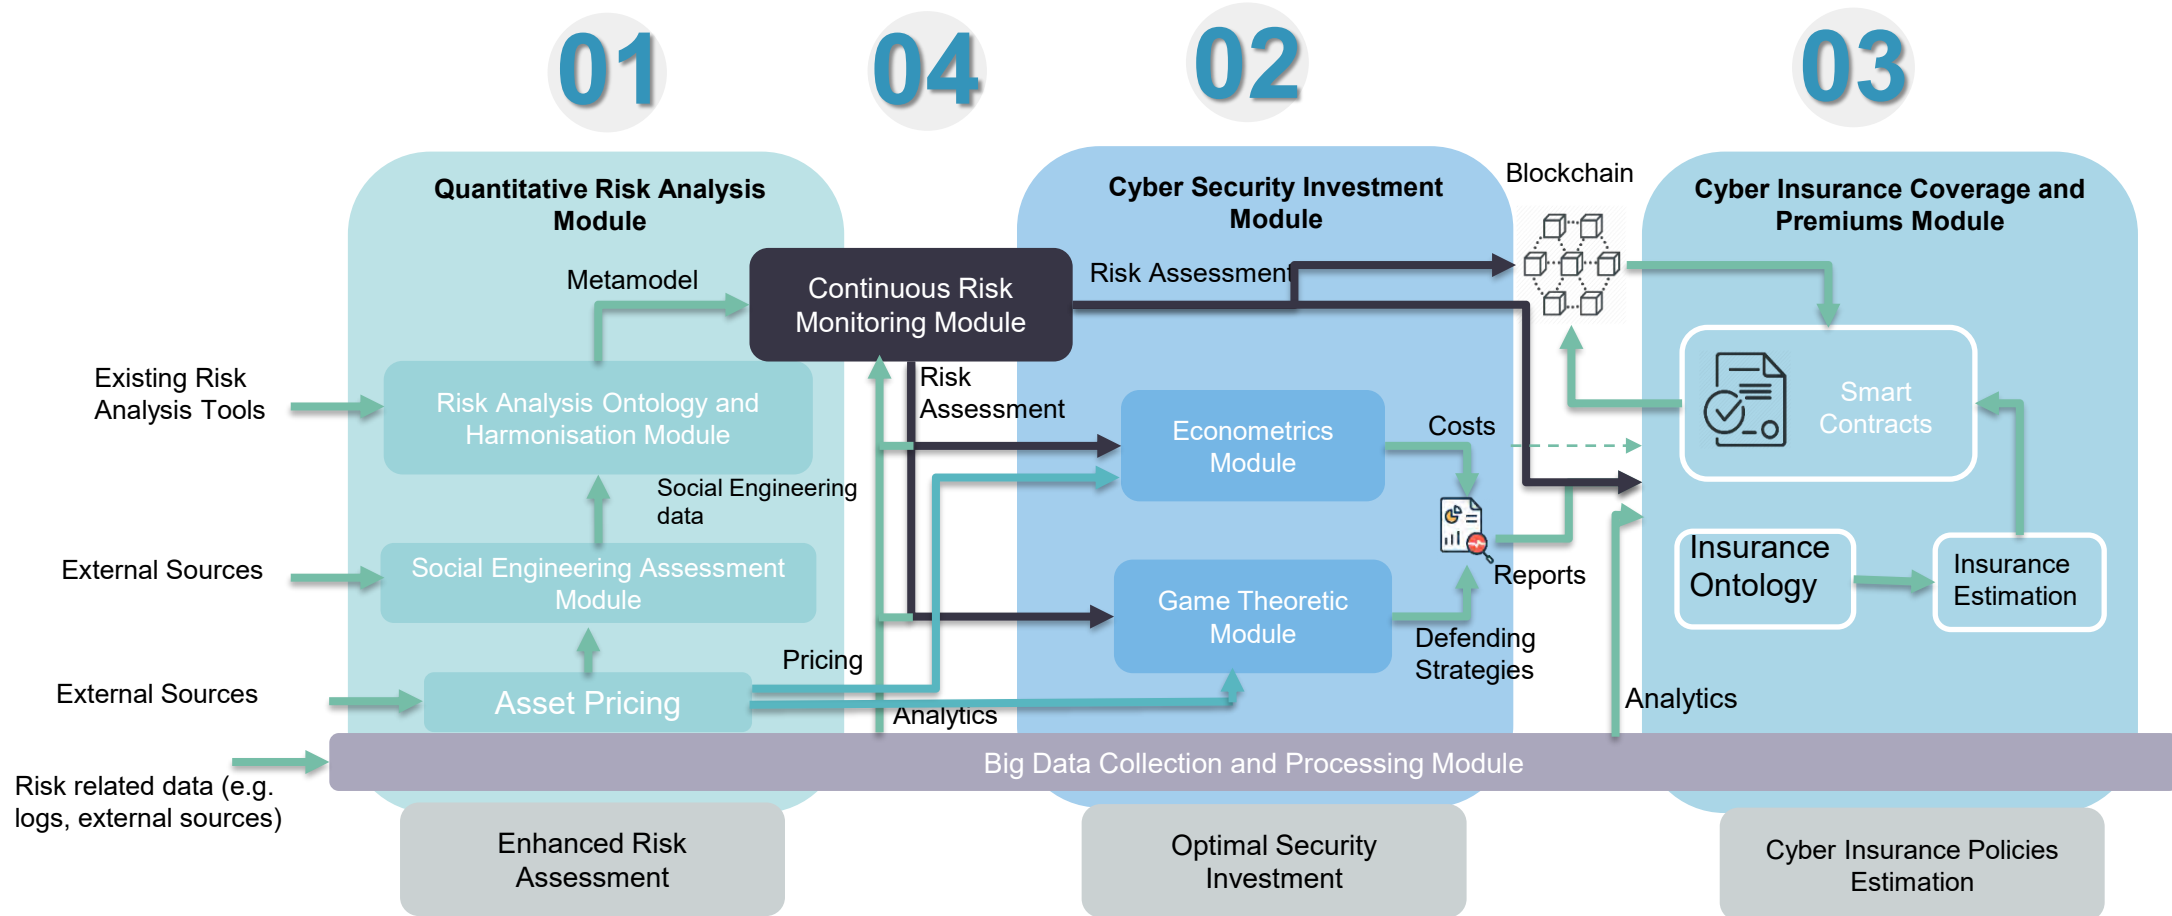 01
04
02
03
Quantitative Risk Analysis
Module
Cyber Security Investment
Module
Blockchain
Cyber Insurance Coverage and
Premiums Module
Metamodel
Continuous Risk
Monitoring Module
Risk Assessment
Existing Risk
Analysis Tools
Risk Analysis Ontology and
Harmonisation Module
Risk
Assessment
Econometrics
Module
Costs
Smart
Contracts
Social Engineering
data
External Sources
Social Engineering Assessment
Module
Game Theoretic
Module
Reports
Insurance
Ontology
Insurance
Estimation
Defending
Strategies
External Sources
Asset Pricing
Pricing
Analytics
Analytics
Risk related data (e.g.
logs, external sources)
Big Data Collection and Processing Module
Enhanced Risk
Assessment
Optimal Security
Investment
Cyber Insurance Policies
Estimation